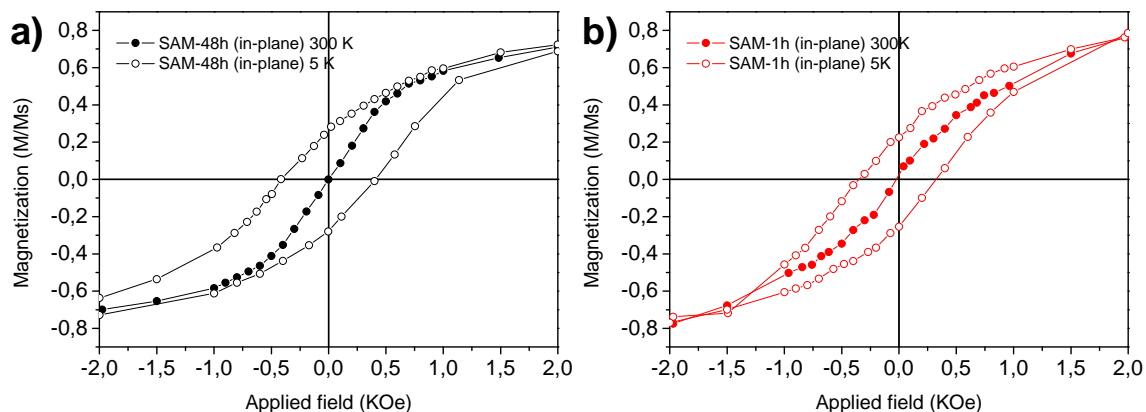 a)
SAM-48h (in-plane) 300 K
SAM-48h (in-plane) 5 K
Magnetization (M/Ms)
0,8
0,6
0,4
0,2
0,0
-0,2
-0,4
-0,6
-0,8
-2,0 -1,5 -1,0 -0,5 0,0 0,5 1,0 1,5 2,0
Applied field (KOe)
b)
SAM-1h (in-plane) 300K
SAM-1h (in-plane) 5K
Magnetization (M/Ms)
0,8
0,6
0,4
0,2
0,0
-0,2
-0,4
-0,6
-0,8
-2,0 -1,5 -1,0 -0,5 0,0 0,5 1,0 1,5 2,0
Applied field (KOe)